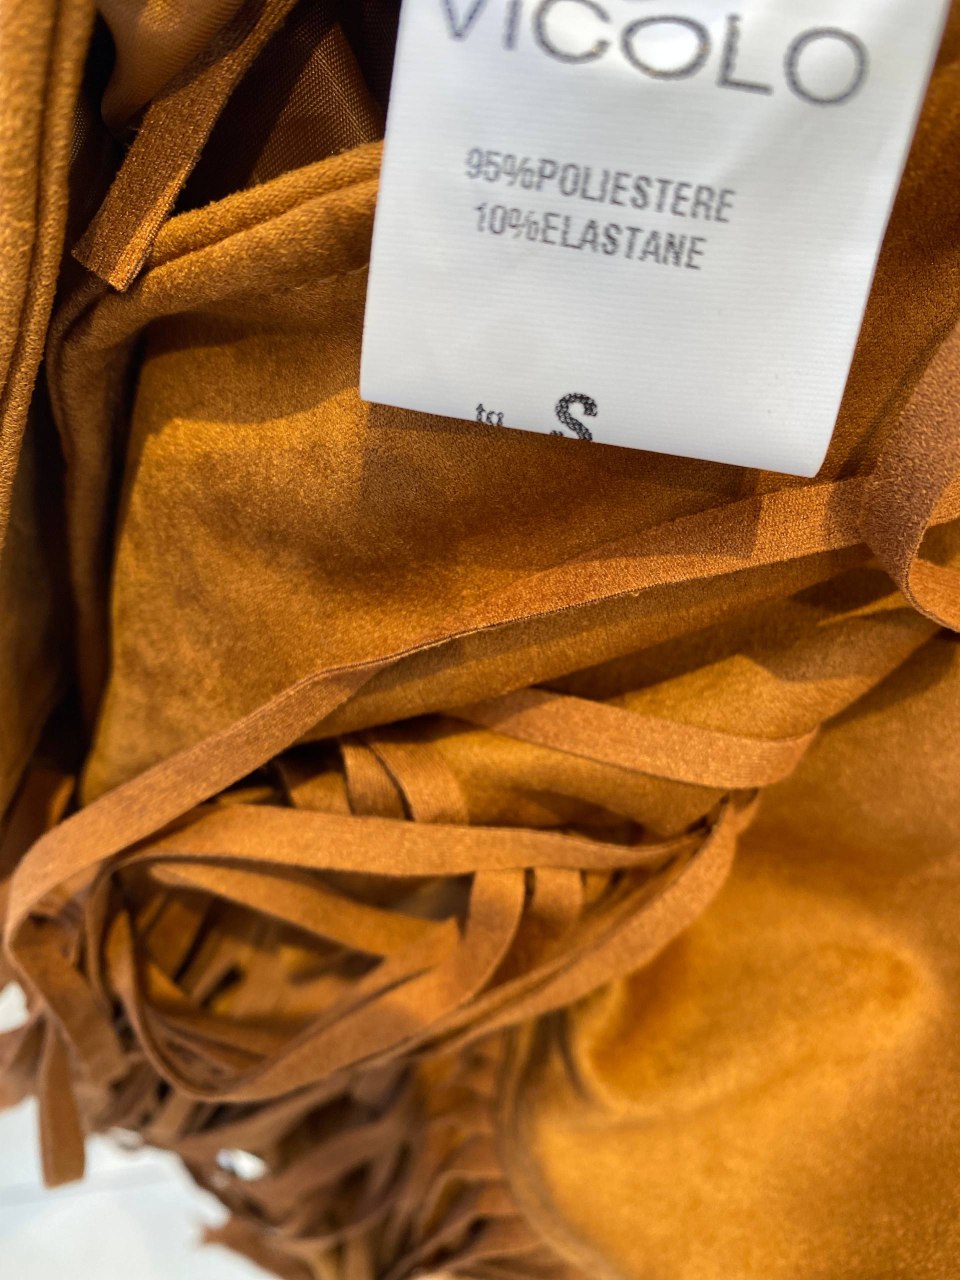 VICOLO
95%POLIESTERE
10%ELASTANE
S